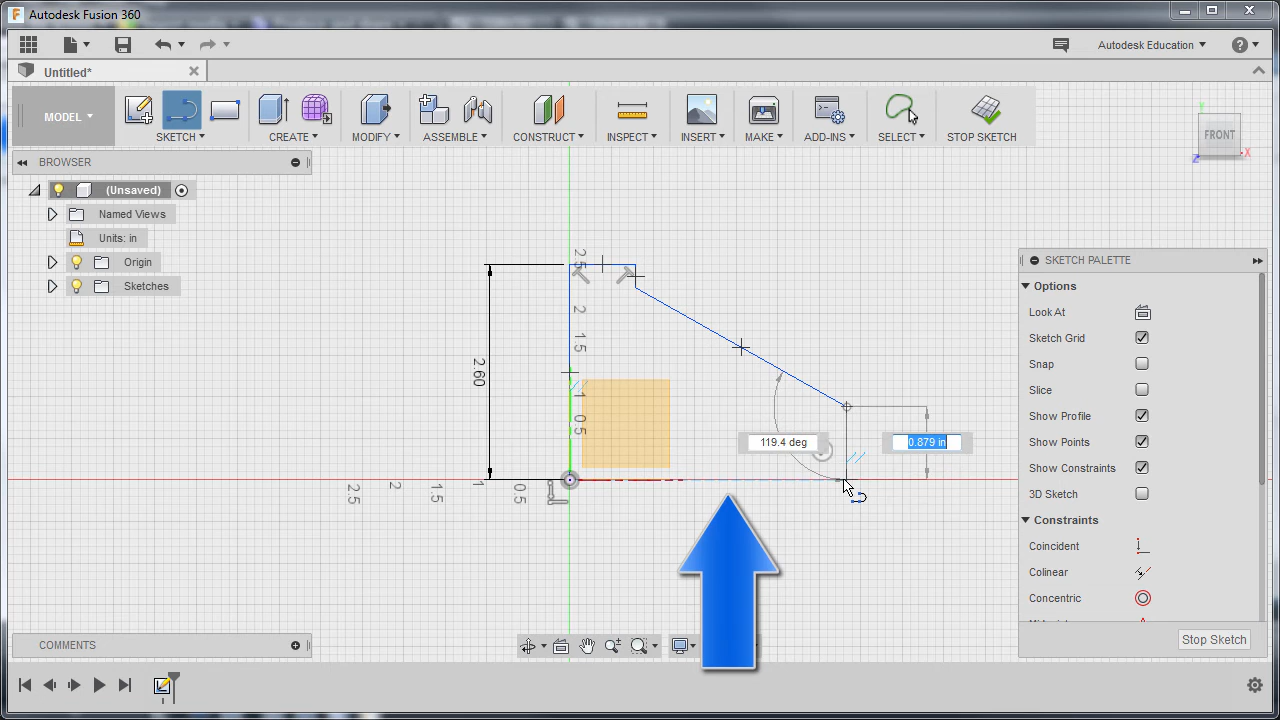 Autodesk Fusion 360
Autodesk Education
?
Untitled*
MODEL
SKETCH
CREATE
MODIFY
ASSEMBLE
CONSTRUCT
INSPECT
INSERT
MAKE
ADD-INS
SELECT
STOP SKETCH
Y
FRONT
X
Z
BROWSER
(Unsaved)
Named Views
Units: in
Origin
Sketches
2.5
2
1.5
1
0.5
2.60
2.5
2
1.5
1
0.5
119.4 deg
0.879 in
SKETCH PALETTE
Options
Look At
Sketch Grid
Snap
Slice
Show Profile
Show Points
Show Constraints
3D Sketch
Constraints
Coincident
Colinear
Concentric
Stop Sketch
COMMENTS